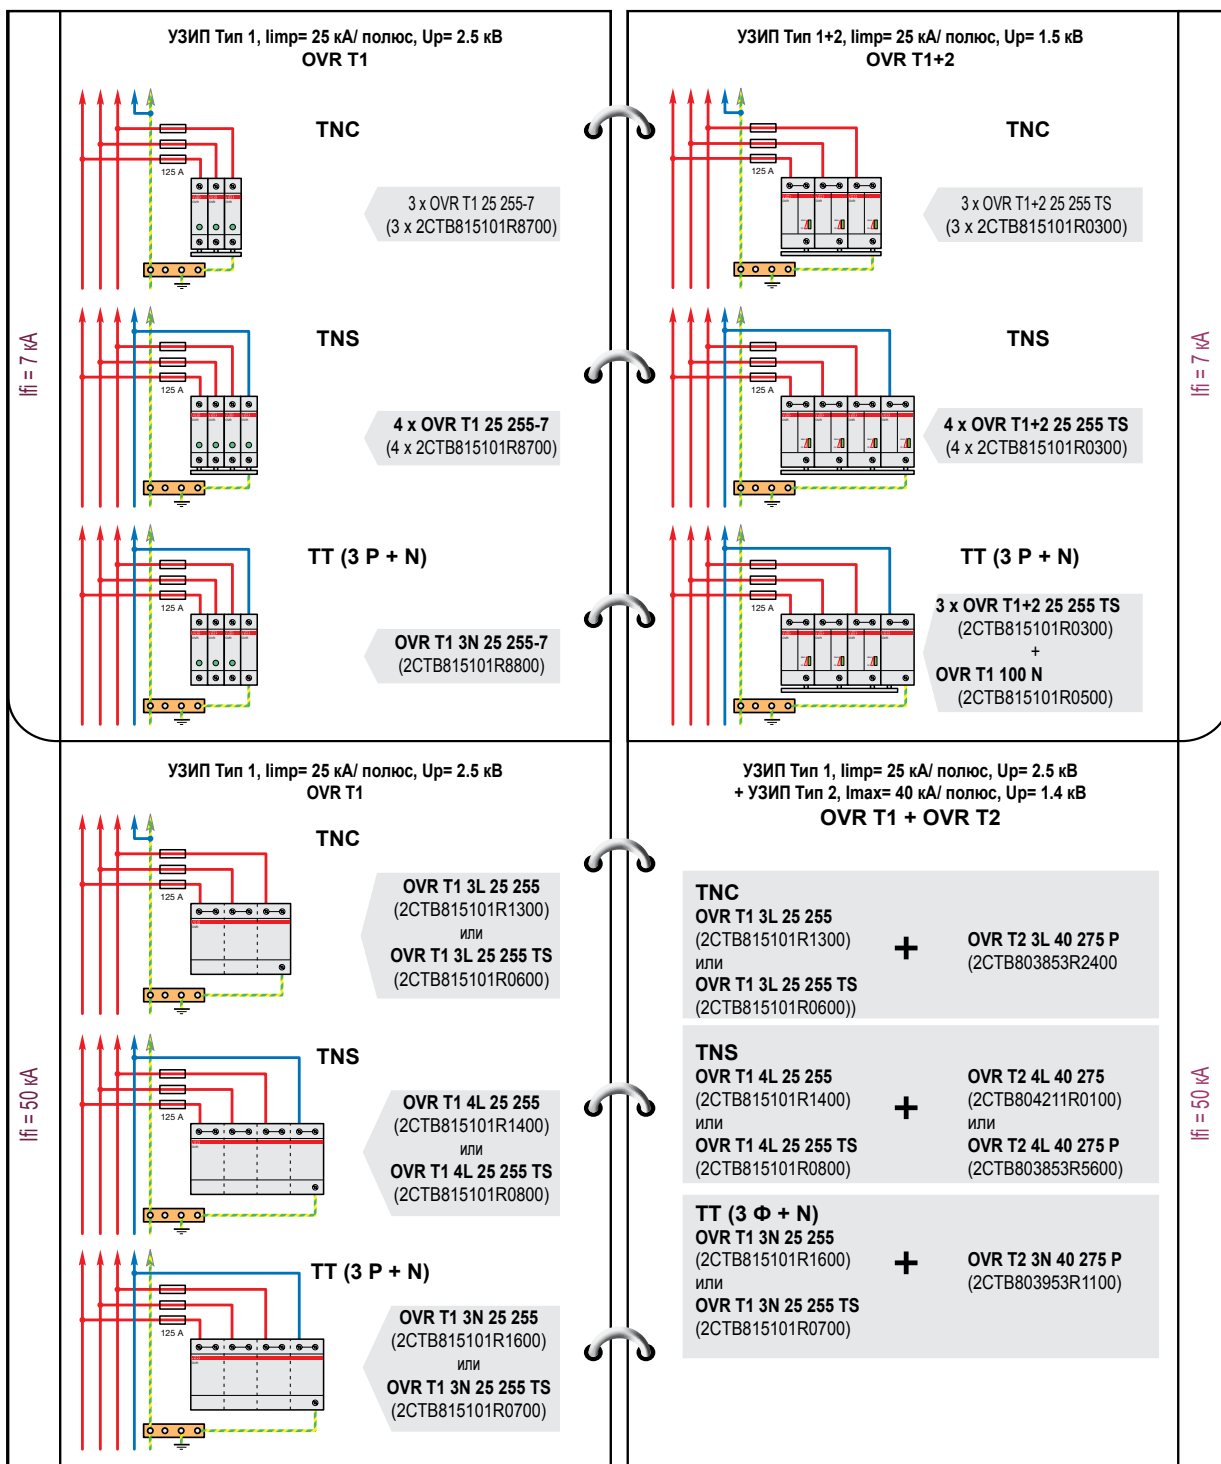 УЗИП Тип 1, Iimp= 25 кА/ полюс, Up= 2.5 кВ
OVR T1
TNC
125 A
3 x OVR T1 25 255-7
(3 x 2CTB815101R8700)
TNS
125 A
4 x OVR T1 25 255-7
(4 x 2CTB815101R8700)
TT (3 P + N)
125 A
OVR T1 3N 25 255-7
(2CTB815101R8800)
Ifi = 7 кА
УЗИП Тип 1+2, Iimp= 25 кА/ полюс, Up= 1.5 кВ
OVR T1+2
TNC
125 A
3 x OVR T1+2 25 255 TS
(3 x 2CTB815101R0300)
TNS
125 A
4 x OVR T1+2 25 255 TS
(4 x 2CTB815101R0300)
TT (3 P + N)
125 A
3 x OVR T1+2 25 255 TS
(2CTB815101R0300)
+
OVR T1 100 N
(2CTB815101R0500)
Ifi = 7 кА
УЗИП Тип 1, Iimp= 25 кА/ полюс, Up= 2.5 кВ
OVR T1
TNC
125 A
OVR T1 3L 25 255
(2CTB815101R1300)
или
OVR T1 3L 25 255 TS
(2CTB815101R0600)
TNS
125 A
OVR T1 4L 25 255
(2CTB815101R1400)
или
OVR T1 4L 25 255 TS
(2CTB815101R0800)
TT (3 P + N)
125 A
OVR T1 3N 25 255
(2CTB815101R1600)
или
OVR T1 3N 25 255 TS
(2CTB815101R0700)
Ifi = 50 кА
УЗИП Тип 1, Iimp= 25 кА/ полюс, Up= 2.5 кВ
+ УЗИП Тип 2, Imax= 40 кА/ полюс, Up= 1.4 кВ
OVR T1 + OVR T2
TNC
OVR T1 3L 25 255
(2CTB815101R1300)
или
OVR T1 3L 25 255 TS
(2CTB815101R0600))
+
OVR T2 3L 40 275 P
(2CTB803853R2400
TNS
OVR T1 4L 25 255
(2CTB815101R1400)
или
OVR T1 4L 25 255 TS
(2CTB815101R0800)
+
OVR T2 4L 40 275
(2CTB804211R0100)
или
OVR T2 4L 40 275 P
(2CTB803853R5600)
TT (3 Ф + N)
OVR T1 3N 25 255
(2CTB815101R1600)
или
OVR T1 3N 25 255 TS
(2CTB815101R0700)
+
OVR T2 3N 40 275 P
(2CTB803953R1100)
Ifi = 50 кА